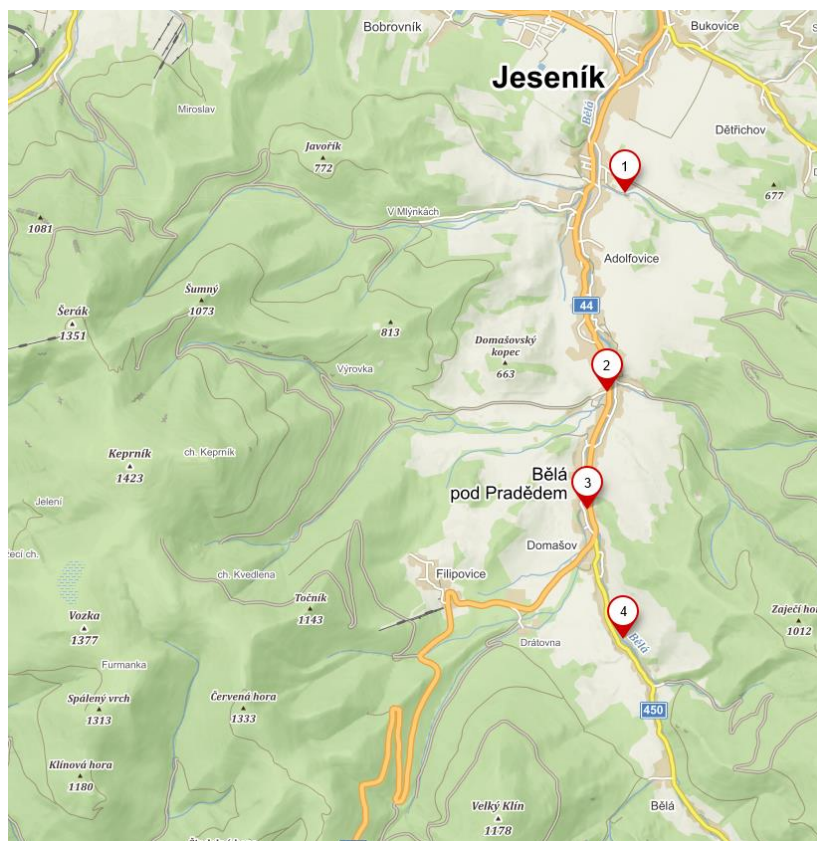 Bobrovník
Bukovice
Jeseník
Bělá
Miroslav
Dětřichov
Javořík
772
1
677
V Mlýnkách
1081
Adolfovice
Šumný
1073
Šerák
1351
44
813
Domašovský
kopec
663
Výrovka
2
Keprník
1423
ch. Keprník
Bělá
pod Pradědem
3
Jelení
Domašov
ch. Kvedlena
Filipovice
Točník
1143
4
Zaječí ho
1012
Vozka
1377
Drátovna
Bělá
Furmanka
Spálený vrch
1313
Červená hora
1333
450
Klínová hora
1180
Bělá
Velký Klín
1178